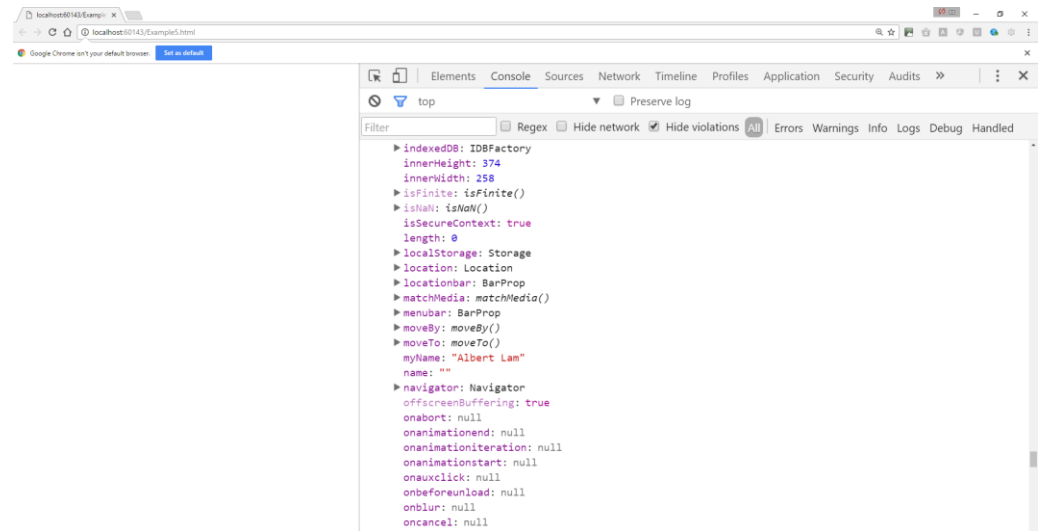 localhost:60143/Example
localhost:60143/Example5.html
Google Chrome isn't your default browser. Set as default
Elements Console Sources Network Timeline Profiles Application Security Audits
top Preserve log
Filter Regex Hide network Hide violations All Errors Warnings Info Logs Debug Handled
indexedDB: IDBFactory
innerHeight: 374
innerWidth: 258
isFinite: isFinite()
isNaN: isNaN()
isSecureContext: true
length: 0
localStorage: Storage
location: Location
locationbar: BarProp
matchMedia: matchMedia()
menubar: BarProp
moveBy: moveBy()
moveTo: moveTo()
myName: "Albert Lam"
name: ""
navigator: Navigator
offscreenBuffering: true
onabort: null
onanimationend: null
onanimationiteration: null
onanimationstart: null
onauxclick: null
onbeforeunload: null
onblur: null
oncancel: null